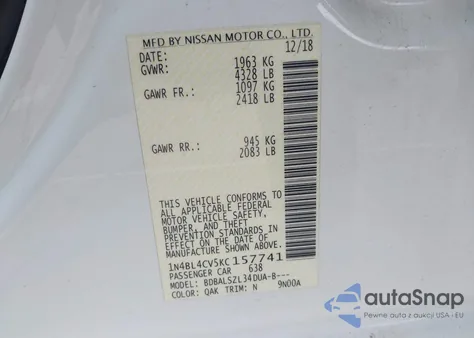 MFD BY NISSAN MOTOR CO., LTD.
DATE: 12/18
GVWR: 1963 KG
4328 LB
GAWR FR.: 1097 KG
2418 LB
GAWR RR.: 945 KG
2083 LB
THIS VEHICLE CONFORMS
TO ALL APPLICABLE FEDERAL
MOTOR VEHICLE SAFETY,
BUMPER, AND THEFT
PREVENTION STANDARDS IN
EFFECT ON THE DATE OF
MANUFACTURE SHOWN ABOVE.
1N4BL4CV5KC157741
PASSENGER CAR 638
MODEL: BDBALSZL34DUA-B---
COLOR: QAK TRIM: N 9N00A
autoSnap
Pewne auta z aukcji USA - EU